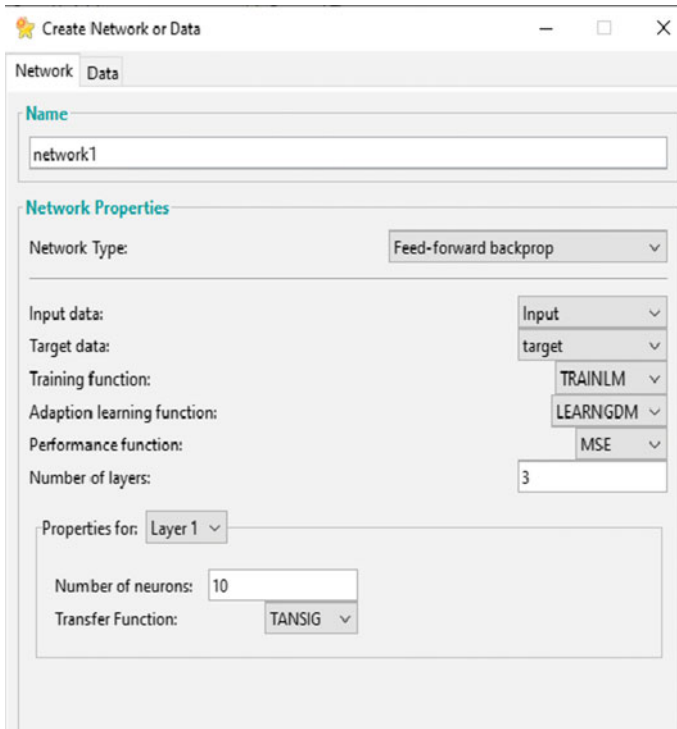 Create Network or Data
Network Data
Name
network1
Network Properties
Network Type: Feed-forward backprop
Input data: Input
Target data: target
Training function: TRAINLM
Adaption learning function: LEARNGDM
Performance function: MSE
Number of layers: 3
Properties for: Layer 1
Number of neurons: 10
Transfer Function: TANSIG